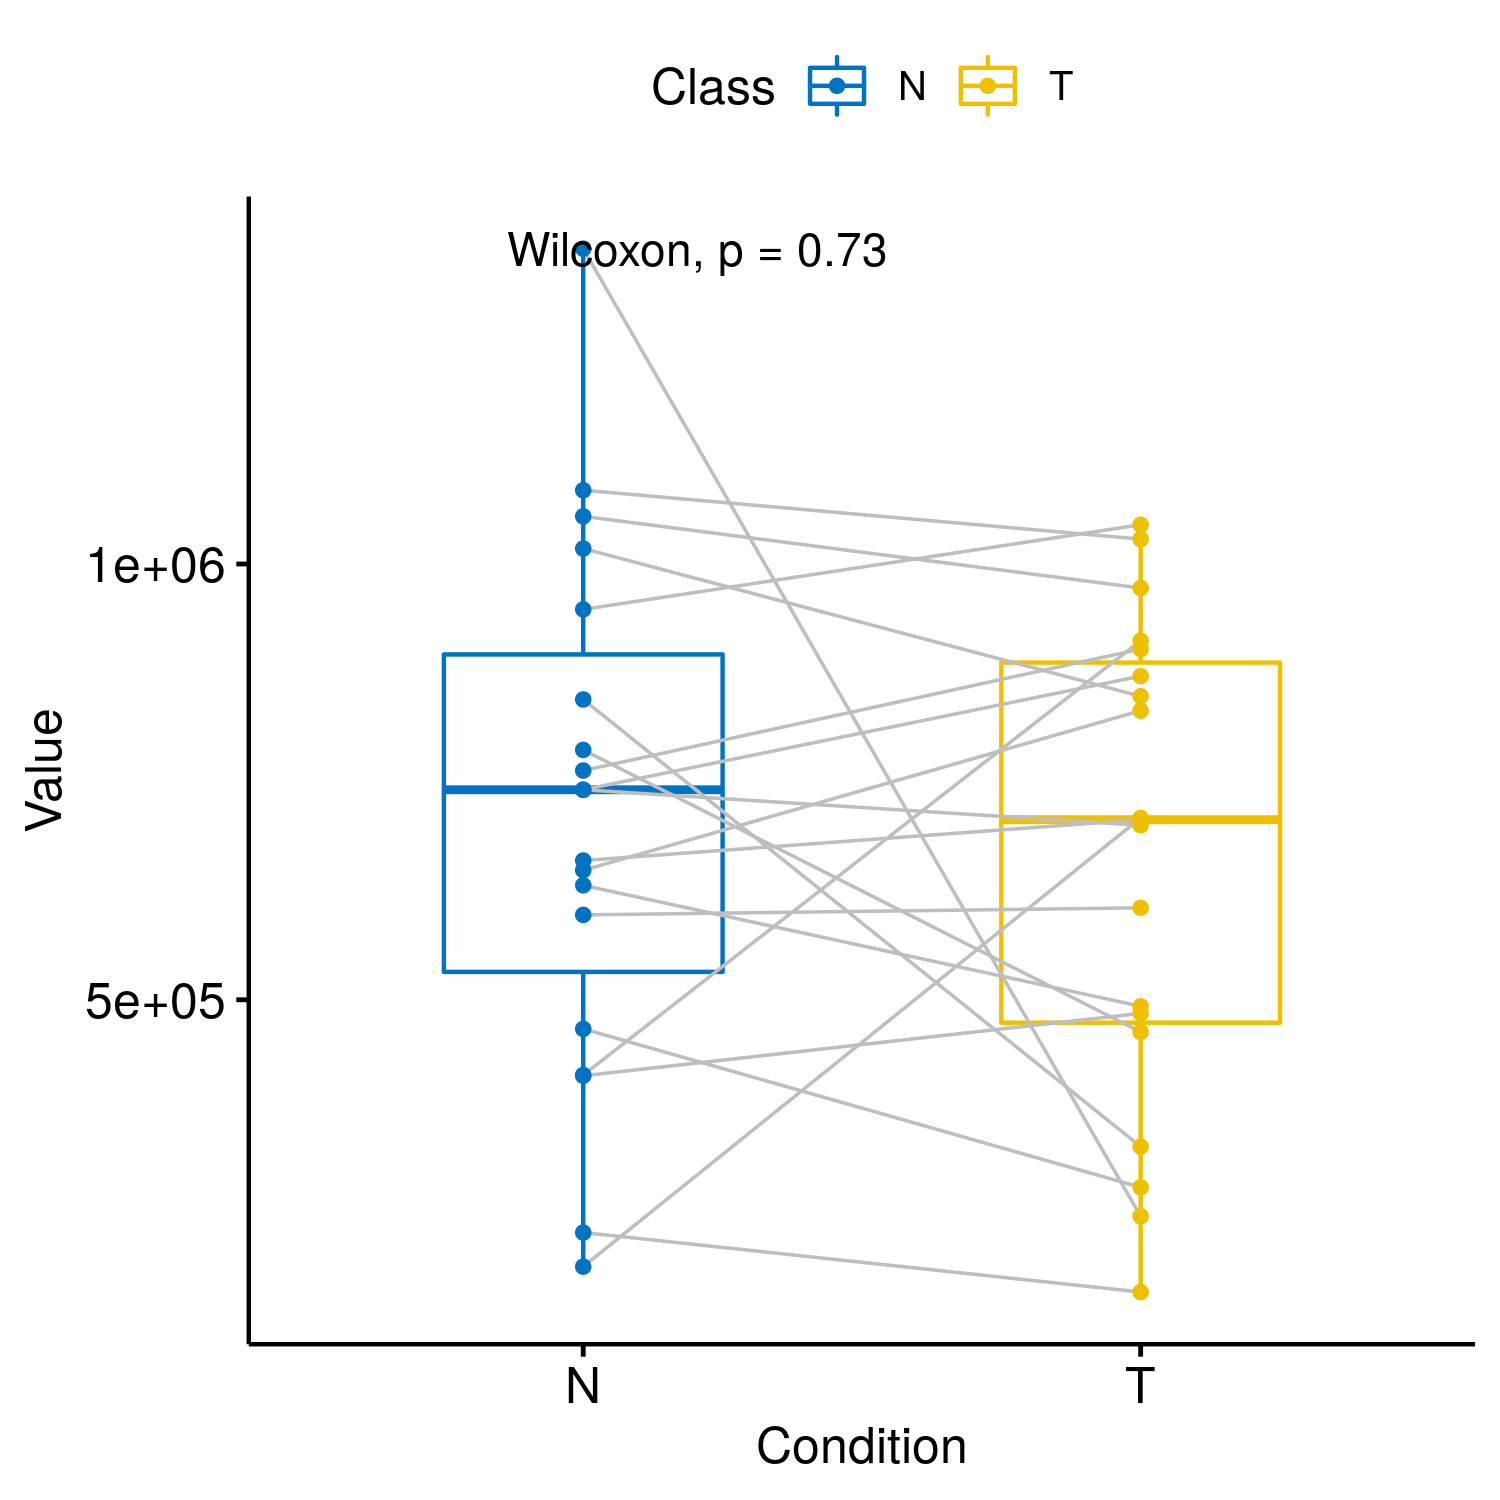 Class N T
Wilcoxon, p = 0.73
1e+06
5e+05
Value
N T
Condition